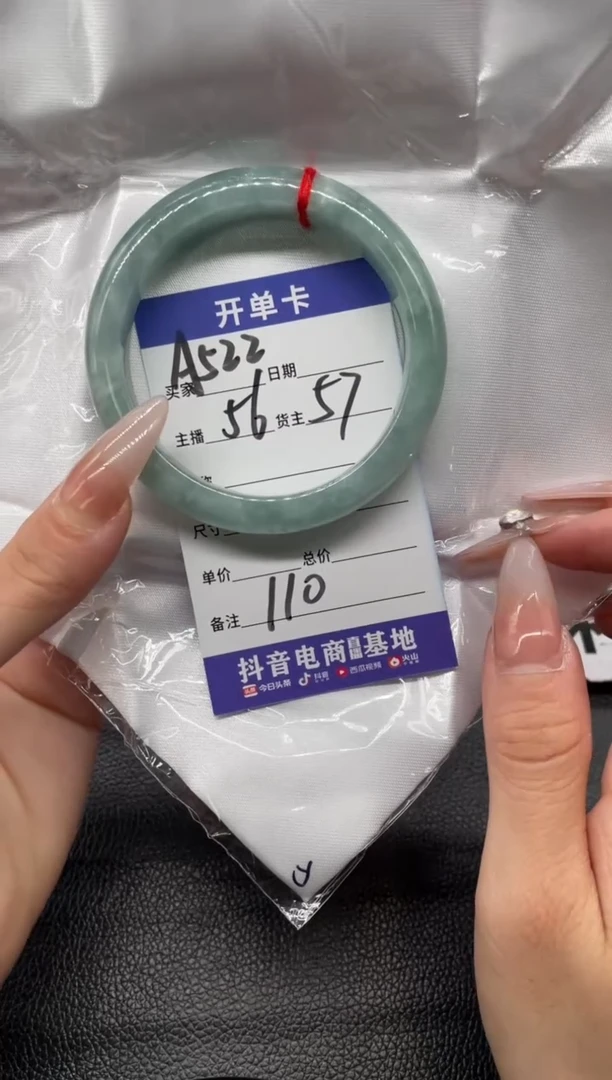 开单卡
A522
买家 日期
主播 56 货主 57
尺寸
单价 总价
备注 110
抖音电商直播基地
今日头条 抖音 西瓜视频 火山